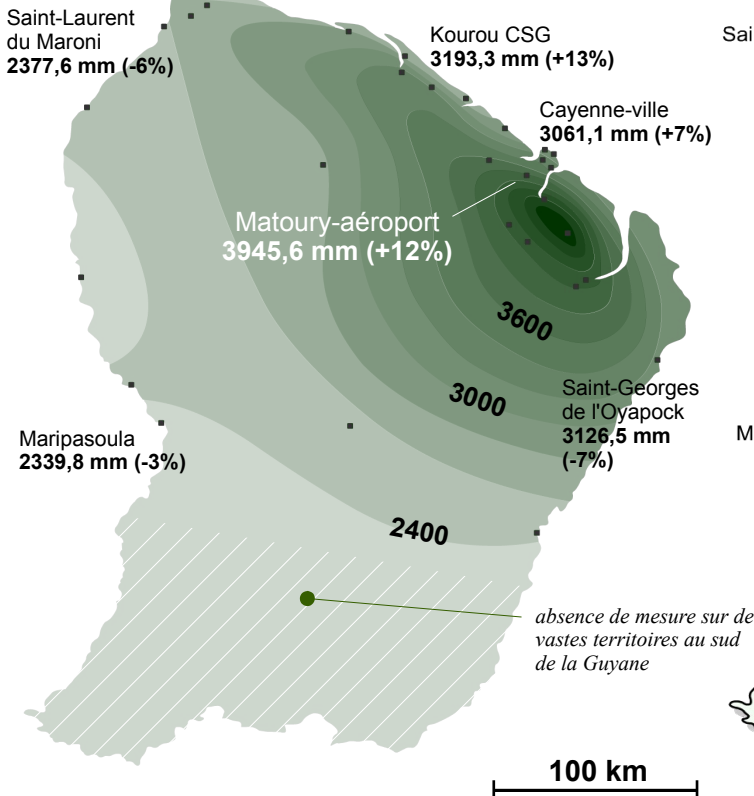 Saint-Laurent
du Maroni
2377,6 mm (-6%)
Kourou CSG
3193,3 mm (+13%)
Sai
Cayenne-ville
3061,1 mm (+7%)
Matoury-aéroport
3945,6 mm (+12%)
3600
3000
Saint-Georges
de l'Oyapock
3126,5 mm
(-7%)
Maripasoula
2339,8 mm (-3%)
M
2400
absence de mesure sur de
vastes territoires au sud
de la Guyane
100 km